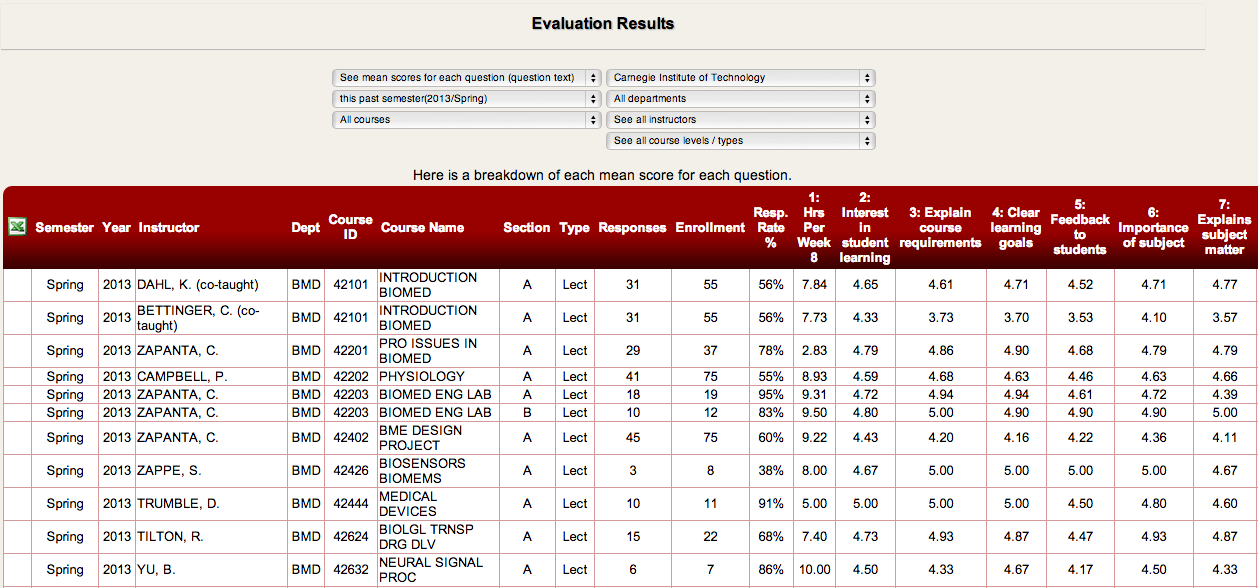 Evaluation Results
See mean scores for each question (question text) Carnegie Institute of Technology
this past semester(2013/Spring) All departments
All courses See all instructors
See all course levels / types
Here is a breakdown of each mean score for each question.
Semester Year Instructor Dept Course ID Course Name Section Type Responses Enrollment Resp. Rate % 1: Hrs Per Week 8 2: Interest in student learning 3: Explain course requirements 4: Clear learning goals 5: Feedback to students 6: Importance of subject 7: Explains subject matter
Spring 2013 DAHL, K. (co-taught) BMD 42101 INTRODUCTION BIOMED A Lect 31 55 56% 7.84 4.65 4.61 4.71 4.52 4.71 4.77
Spring 2013 BETTINGER, C. (co-taught) BMD 42101 INTRODUCTION BIOMED A Lect 31 55 56% 7.73 4.33 3.73 3.70 3.53 4.10 3.57
Spring 2013 ZAPANTA, C. BMD 42201 PRO ISSUES IN BIOMED A Lect 29 37 78% 2.83 4.79 4.86 4.90 4.68 4.79 4.79
Spring 2013 CAMPBELL, P. BMD 42202 PHYSIOLOGY A Lect 41 75 55% 8.93 4.59 4.68 4.63 4.46 4.63 4.66
Spring 2013 ZAPANTA, C. BMD 42203 BIOMED ENG LAB A Lect 18 19 95% 9.31 4.72 4.94 4.94 4.61 4.72 4.39
Spring 2013 ZAPANTA, C. BMD 42203 BIOMED ENG LAB B Lect 10 12 83% 9.50 4.80 5.00 4.90 4.90 4.90 5.00
Spring 2013 ZAPANTA, C. BMD 42402 BME DESIGN PROJECT A Lect 45 75 60% 9.22 4.43 4.20 4.16 4.22 4.36 4.11
Spring 2013 ZAPPE, S. BMD 42426 BIOSENSORS BIOMEMS A Lect 3 8 38% 8.00 4.67 5.00 5.00 5.00 5.00 4.67
Spring 2013 TRUMBLE, D. BMD 42444 MEDICAL DEVICES A Lect 10 11 91% 5.00 5.00 5.00 5.00 4.50 4.80 4.60
Spring 2013 TILTON, R. BMD 42624 BIOLGL TRNSP DRG DLV A Lect 15 22 68% 7.40 4.73 4.93 4.87 4.47 4.93 4.87
Spring 2013 YU, B. BMD 42632 NEURAL SIGNAL PROC A Lect 6 7 86% 10.00 4.50 4.33 4.67 4.17 4.50 4.33